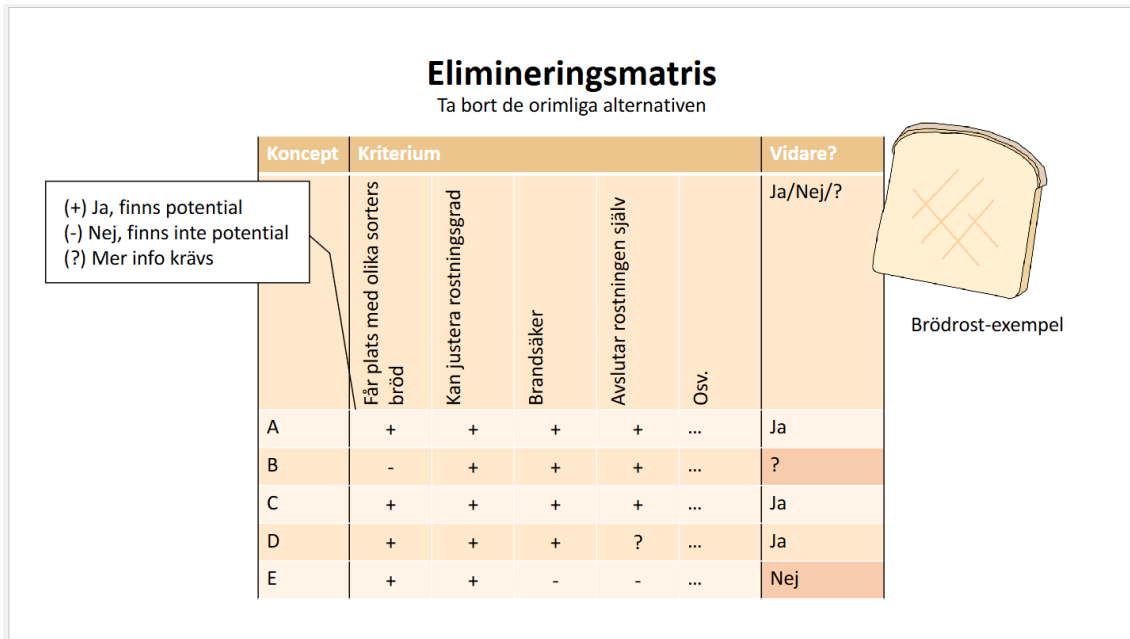 Elimineringsmatris
Ta bort de orimliga alternativen
Koncept Kriterium Vidare?
(+) Ja, finns potential
(-) Nej, finns inte potential
(?) Mer info krävs
Får plats med olika sorters
bröd
Kan justera rostningsgrad
Brandsäker
Avslutar rostningen själv
Osv.
Ja/Nej/?
Brödrost-exempel
A + + + + ... Ja
B - + + + ... ?
C + + + + ... Ja
D + + + ? ... Ja
E + + - - ... Nej